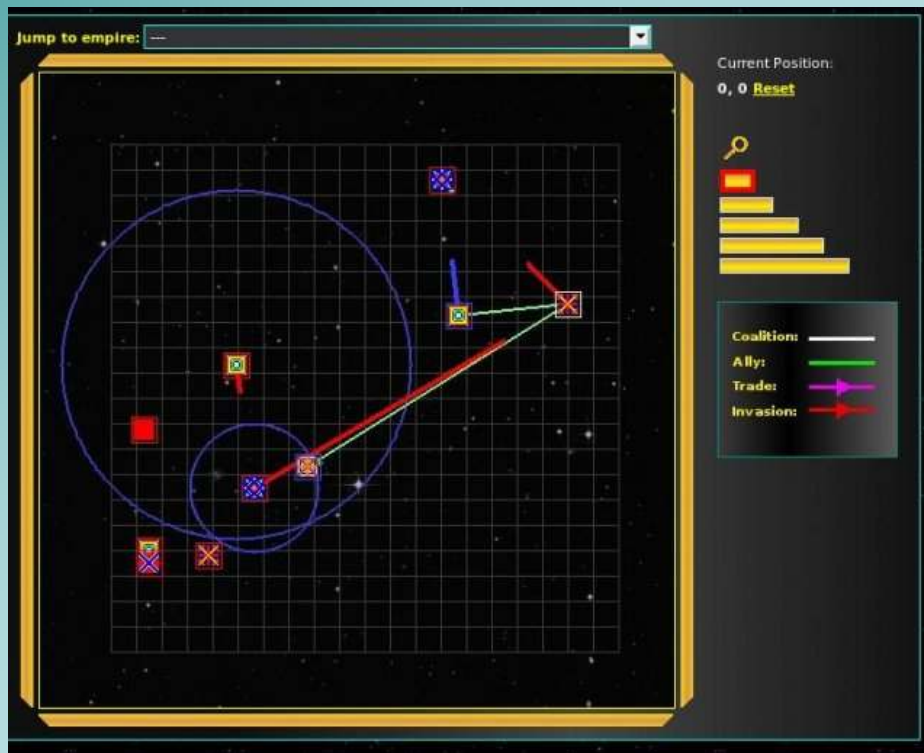 Jump to empire: ---
Current Position:
0, 0 Reset
Coalition:
Ally:
Trade:
Invasion: